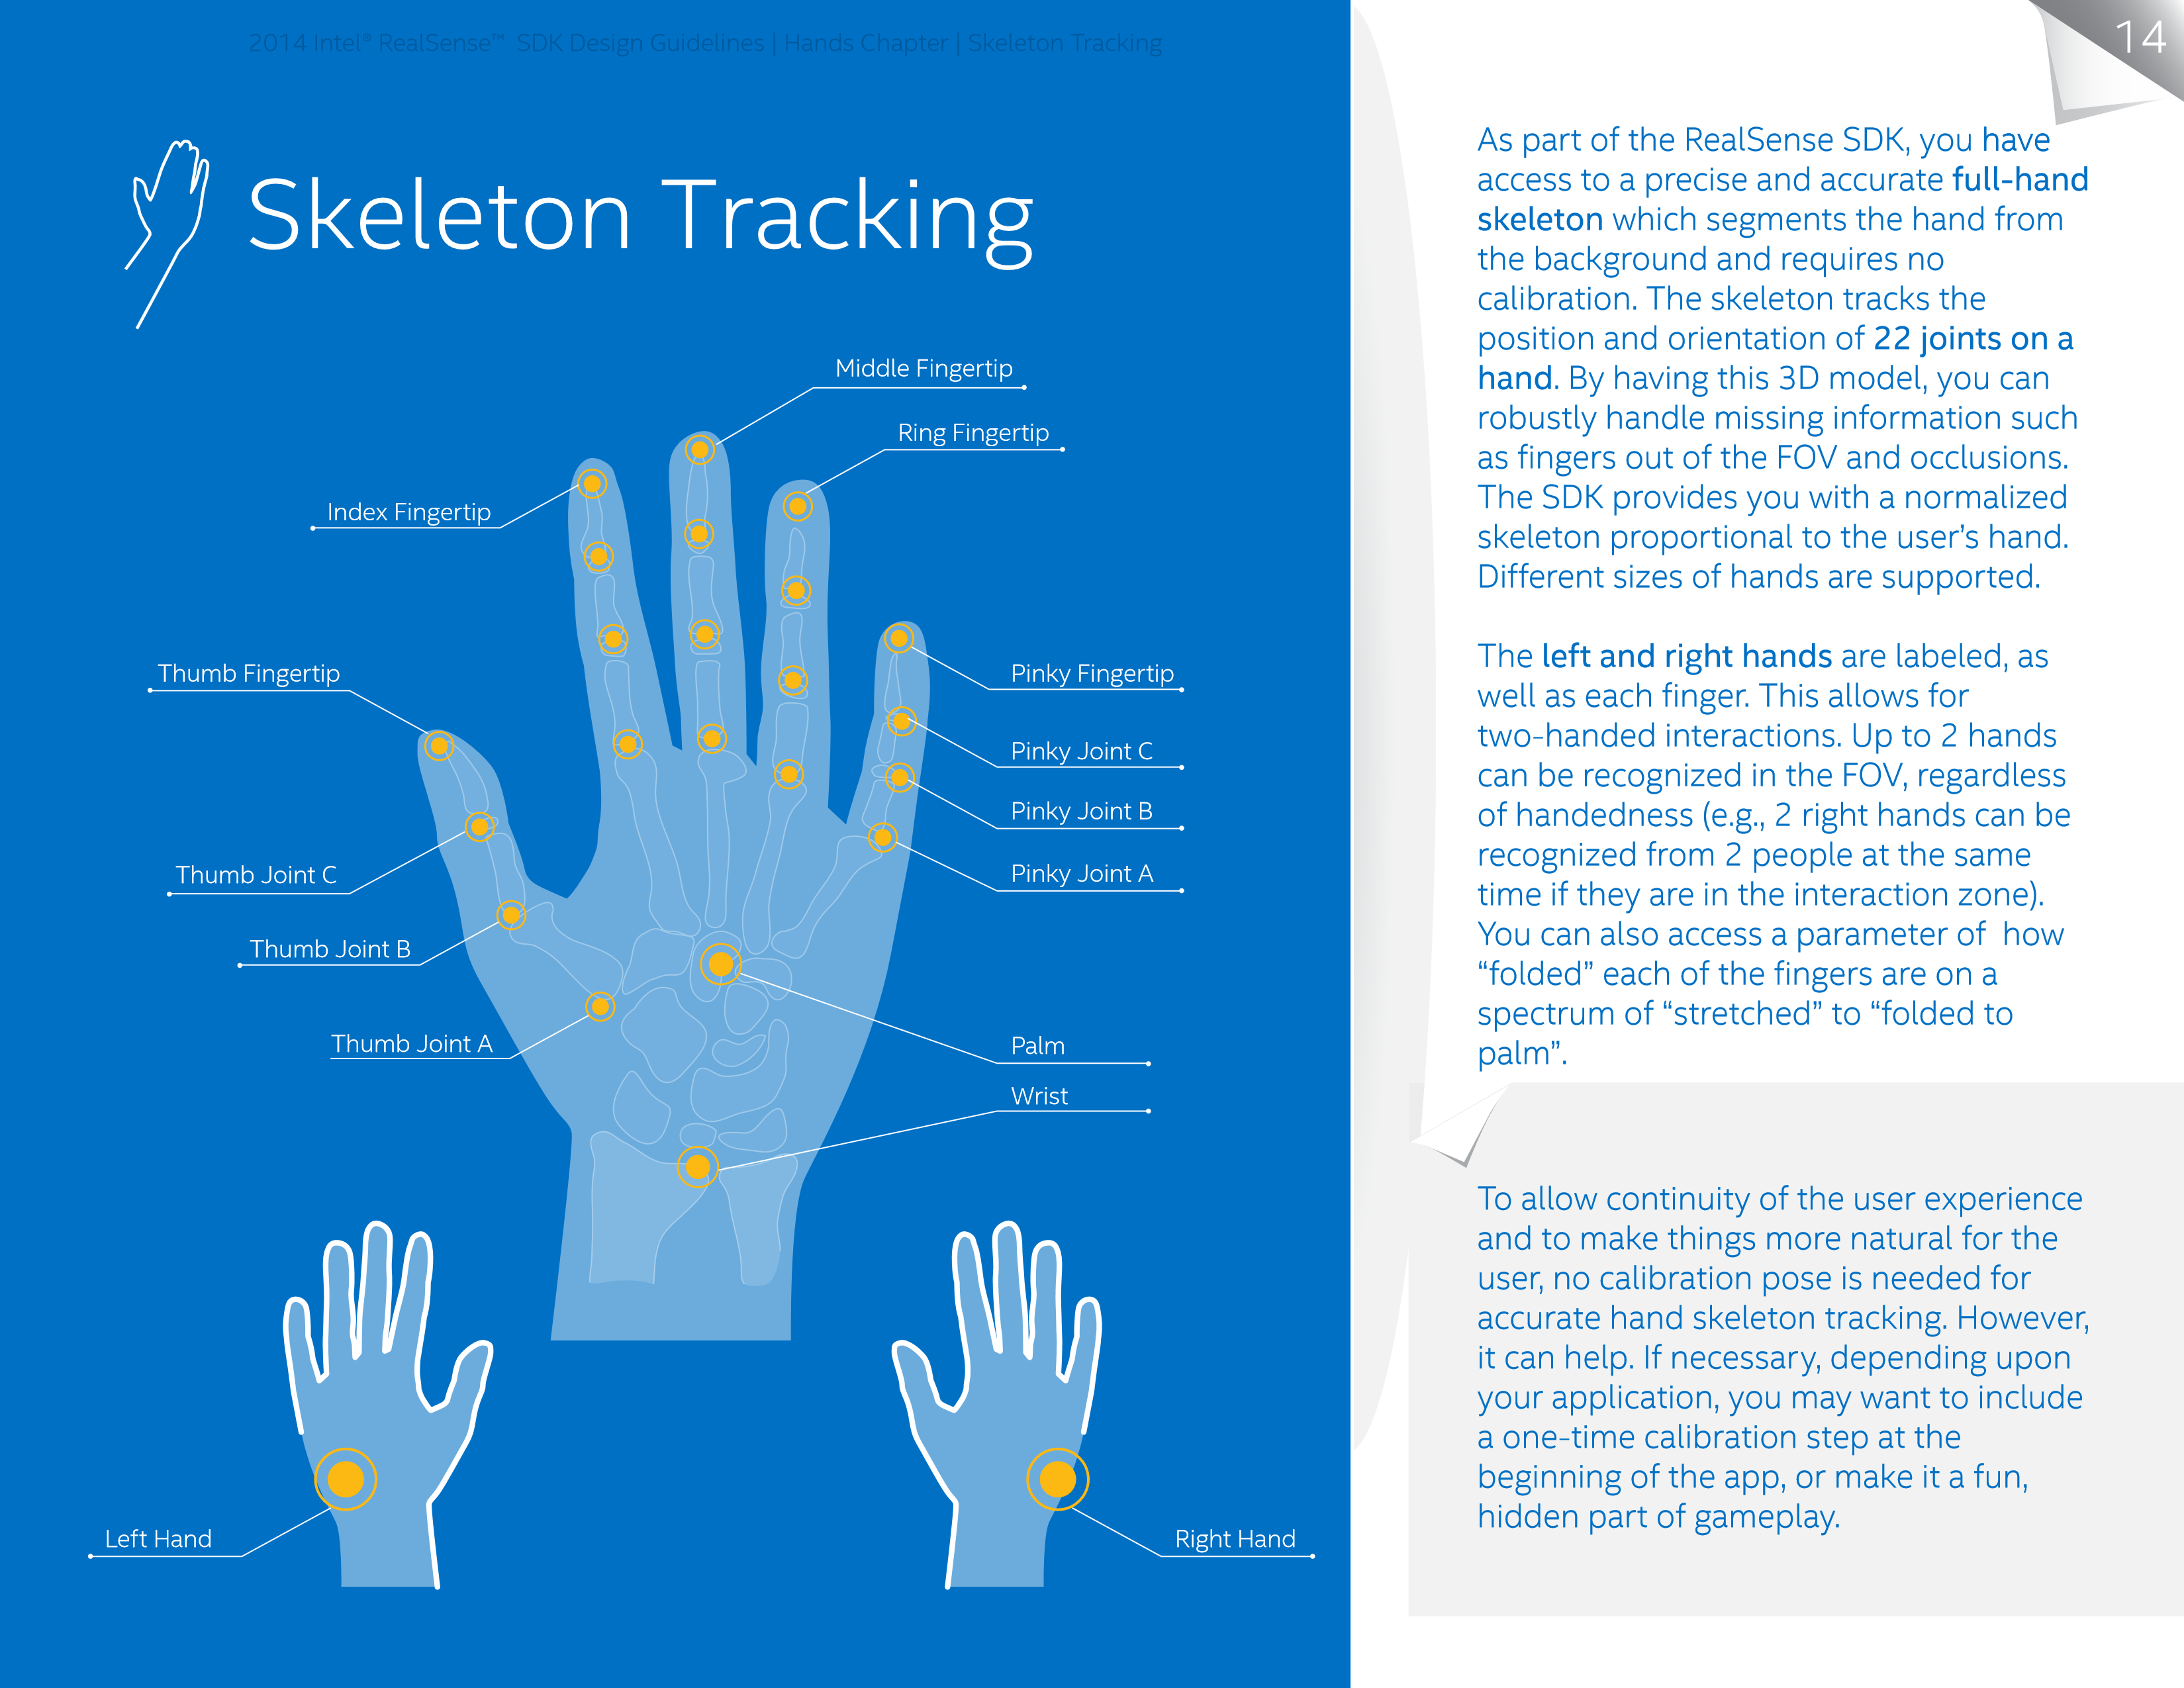 2014 Intel® RealSense™ SDK Design Guidelines | Hands Chapter | Skeleton Tracking
14
Skeleton Tracking
Middle Fingertip
Ring Fingertip
Index Fingertip
Thumb Fingertip
Pinky Fingertip
Pinky Joint C
Pinky Joint B
Thumb Joint C
Pinky Joint A
Thumb Joint B
Thumb Joint A
Palm
Wrist
Left Hand
Right Hand
As part of the RealSense SDK, you have
access to a precise and accurate full-hand
skeleton which segments the hand from
the background and requires no
calibration. The skeleton tracks the
position and orientation of 22 joints on a
hand. By having this 3D model, you can
robustly handle missing information such
as fingers out of the FOV and occlusions.
The SDK provides you with a normalized
skeleton proportional to the user’s hand.
Different sizes of hands are supported.
The left and right hands are labeled, as
well as each finger. This allows for
two-handed interactions. Up to 2 hands
can be recognized in the FOV, regardless
of handedness (e.g., 2 right hands can be
recognized from 2 people at the same
time if they are in the interaction zone).
You can also access a parameter of  how
“folded” each of the fingers are on a
spectrum of “stretched” to “folded to
palm”.
To allow continuity of the user experience
and to make things more natural for the
user, no calibration pose is needed for
accurate hand skeleton tracking. However,
it can help. If necessary, depending upon
your application, you may want to include
a one-time calibration step at the
beginning of the app, or make it a fun,
hidden part of gameplay.